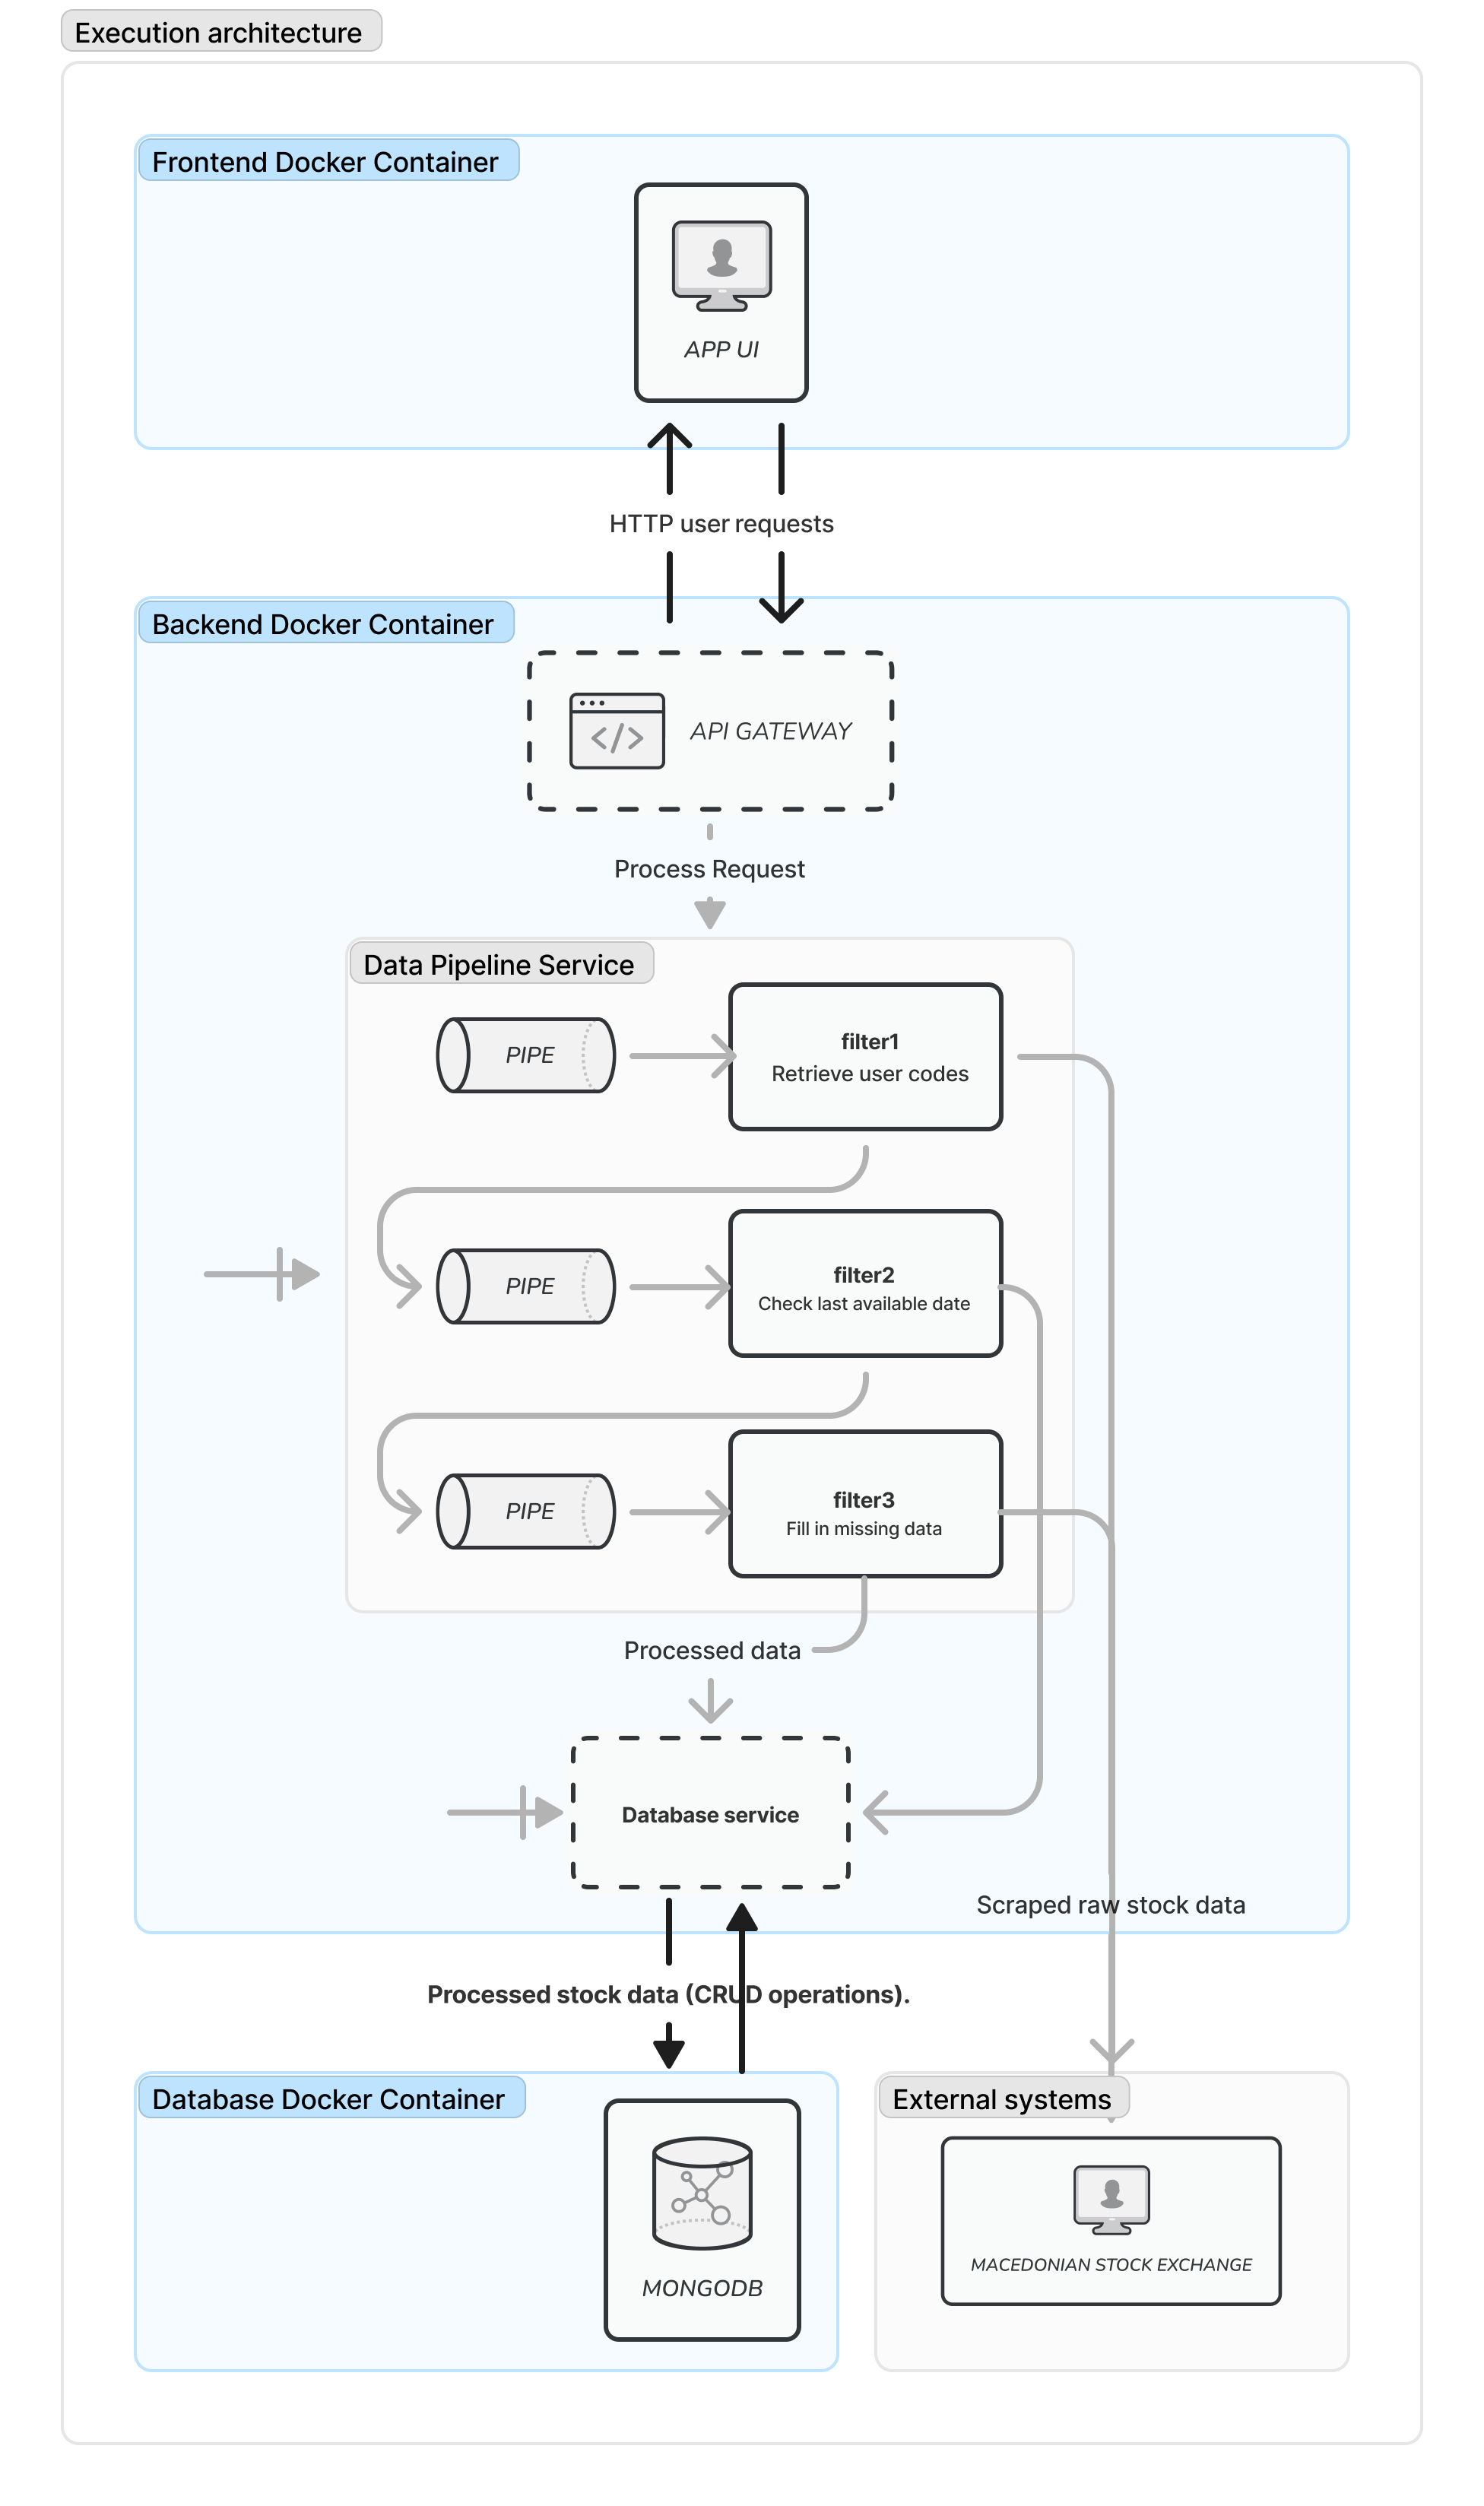 Execution architecture
Frontend Docker Container
APP UI
HTTP user requests
Backend Docker Container
API GATEWAY
Process Request
Data Pipeline Service
PIPE
filter1
Retrieve user codes
PIPE
filter2
Check last available date
PIPE
filter3
Fill in missing data
Processed data
Database service
Scraped raw stock data
Processed stock data (CRUD operations).
Database Docker Container
MONGODB
External systems
MACEDONIAN STOCK EXCHANGE